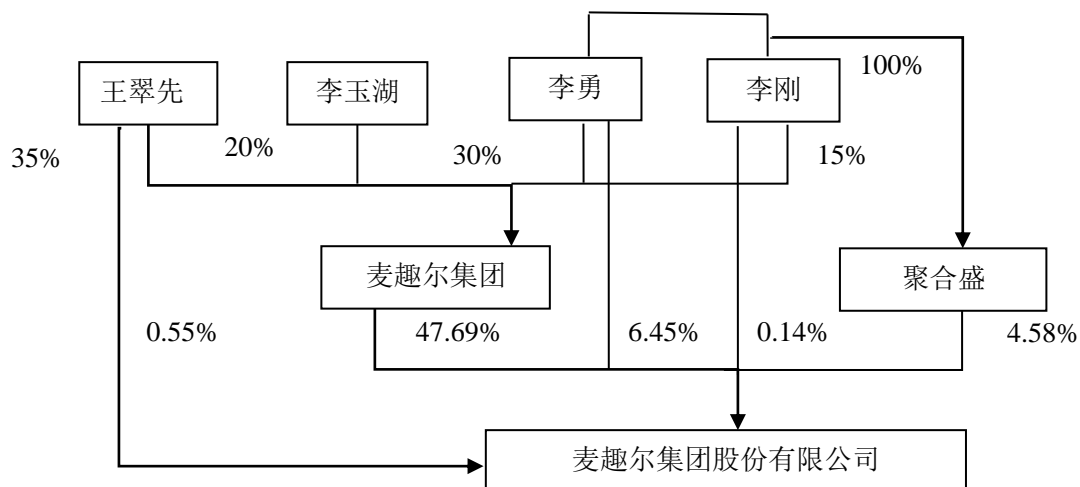 王翠先
李玉湖
李勇
李刚
100%
35%
20%
30%
15%
麦趣尔集团
聚合盛
0.55%
47.69%
6.45%
0.14%
4.58%
麦趣尔集团股份有限公司